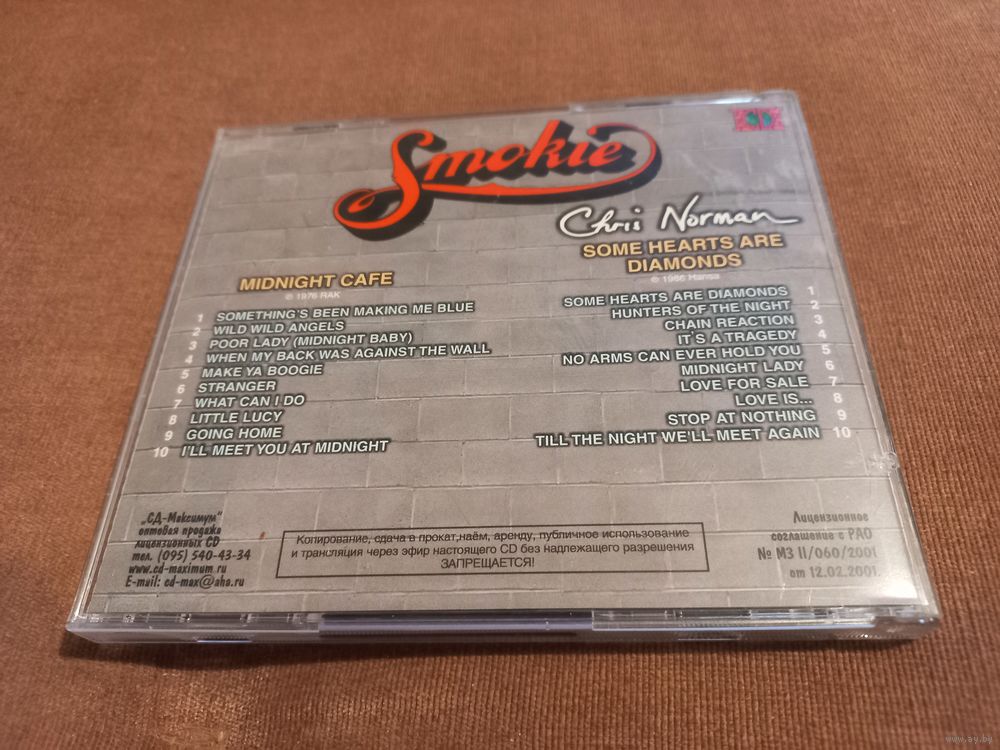 Smokie
Chris Norman
SOME HEARTS ARE
DIAMONDS
℗ 1986 Hansa
MIDNIGHT CAFE
℗ 1976 RAK
1 SOMETHING'S BEEN MAKING ME BLUE
2 WILD WILD ANGELS
3 POOR LADY (MIDNIGHT BABY)
4 WHEN MY BACK WAS AGAINST THE WALL
5 MAKE YA BOOGIE
6 STRANGER
7 WHAT CAN I DO
8 LITTLE LUCY
9 GOING HOME
10 I'LL MEET YOU AT MIDNIGHT
SOME HEARTS ARE DIAMONDS 1
HUNTERS OF THE NIGHT 2
CHAIN REACTION 3
IT`S A TRAGEDY 4
NO ARMS CAN EVER HOLD YOU 5
MIDNIGHT LADY 6
LOVE FOR SALE 7
LOVE IS... 8
STOP AT NOTHING 9
TILL THE NIGHT WE'LL MEET AGAIN 10
„СД-Максимум"
оптовая продажа
лицензионных CD
тел. (095) 540-43-34
www.cd-maximum.ru
E-mail: cd-max@aha.ru
Копирование, сдача в прокат,наём, аренду, публичное использование
и трансляция через эфир настоящего CD без надлежащего разрешения
ЗАПРЕЩАЕТСЯ!
Лицензионное
соглашение с РАО
№ МЗ II/060/2001
от 12.02.2001.
www.ay.by